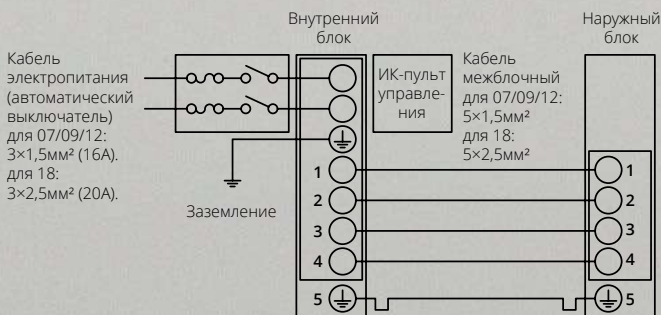 Внутренний
блок
Наружный
блок
Кабель
электропитания
(автоматический
выключатель)
для 07/09/12:
3×1,5мм² (16А).
для 18:
3×2,5мм² (20А).
Заземление
ИК-пульт
управле-
ния
Кабель
межблочный
для 07/09/12:
5×1,5мм²
для 18:
5×2,5мм²
1
2
3
4
5
1
2
3
4
5